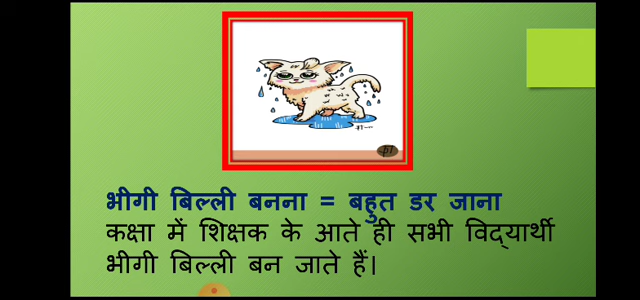 भीगी बिल्ली बनना = बहुत डर जाना
कक्षा में शिक्षक के आते ही सभी विद्यार्थी
भीगी बिल्ली बन जाते हैं।